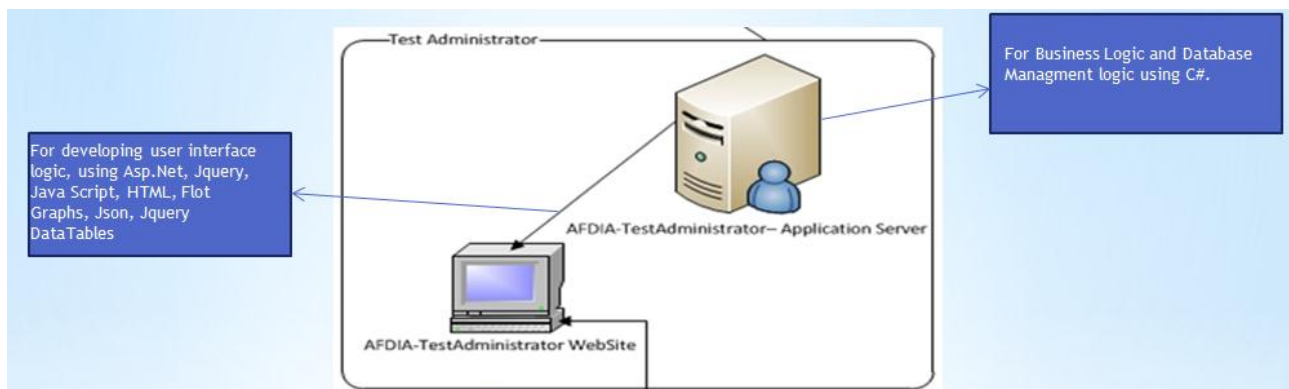 Test Administrator
For Business Logic and Database
Managment logic using C#.
For developing user interface
logic, using Asp.Net, Jquery,
Java Script, HTML, Flot
Graphs, Json, Jquery
DataTables
AFDIA-TestAdministrator– Application Server
AFDIA-TestAdministrator WebSite